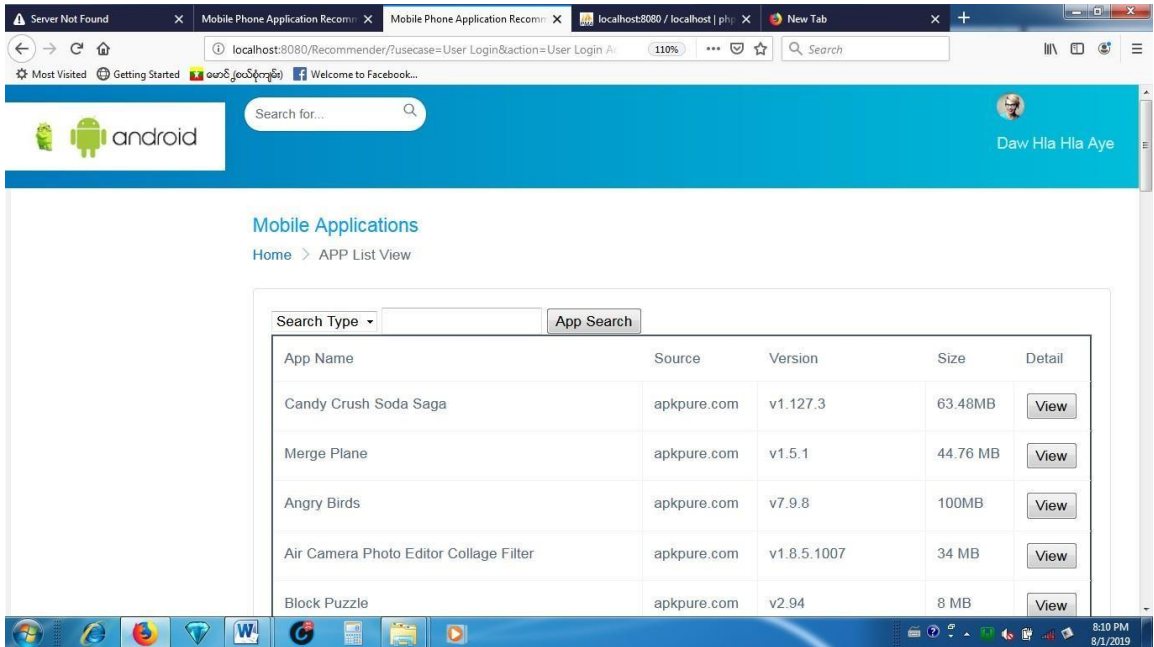 Server Not Found
Mobile Phone Application Recomm
Mobile Phone Application Recomm
localhost:8080 / localhost | php
New Tab
localhost:8080/Recommender/?usecase=User Login&action=User Login A
110%
Search
Most Visited
Getting Started
Welcome to Facebook...
android
Search for...
Daw Hla Hla Aye
Mobile Applications
Home > APP List View
Search Type
App Search
App Name Source Version Size Detail
Candy Crush Soda Saga apkpure.com v1.127.3 63.48MB View
Merge Plane apkpure.com v1.5.1 44.76 MB View
Angry Birds apkpure.com v7.9.8 100MB View
Air Camera Photo Editor Collage Filter apkpure.com v1.8.5.1007 34 MB View
Block Puzzle apkpure.com v2.94 8 MB View
8:10 PM
8/1/2019